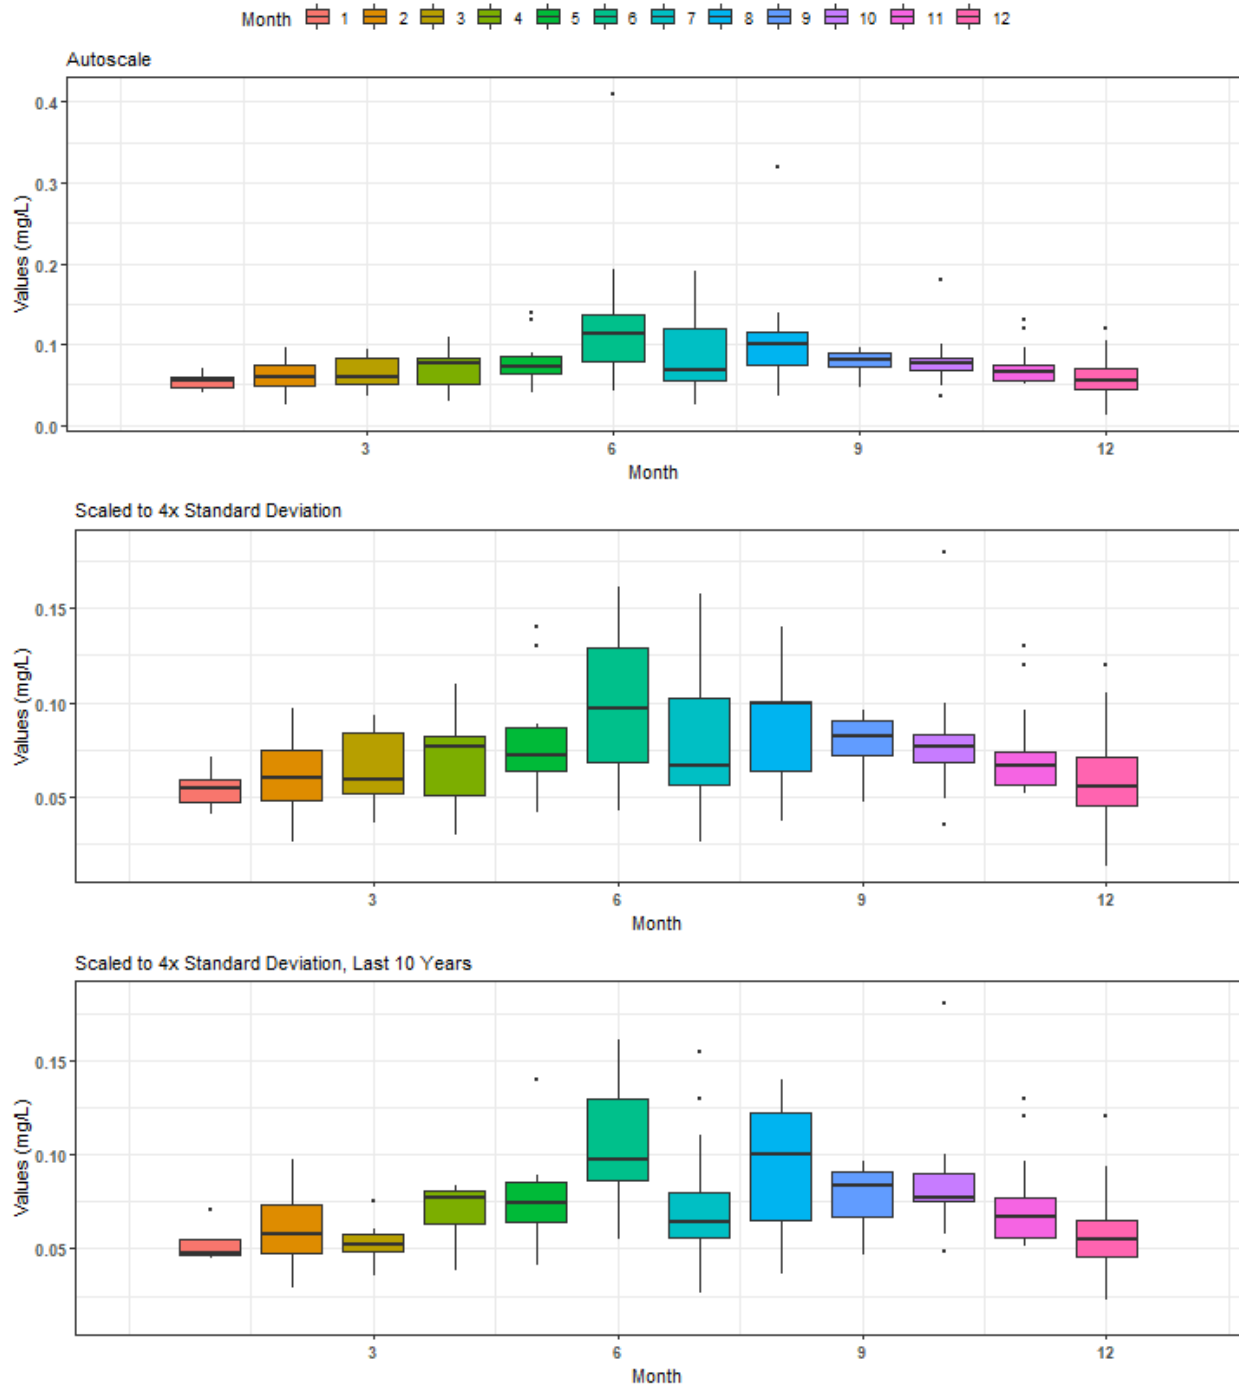 Month 1 2 3 4 5 6 7 8 9 10 11 12
Autoscale
Values (mg/L)
0.4
0.3
0.2
0.1
0.0
3 6 9 12
Month
Scaled to 4x Standard Deviation
Values (mg/L)
0.15
0.10
0.05
3 6 9 12
Month
Scaled to 4x Standard Deviation, Last 10 Years
Values (mg/L)
0.15
0.10
0.05
3 6 9 12
Month